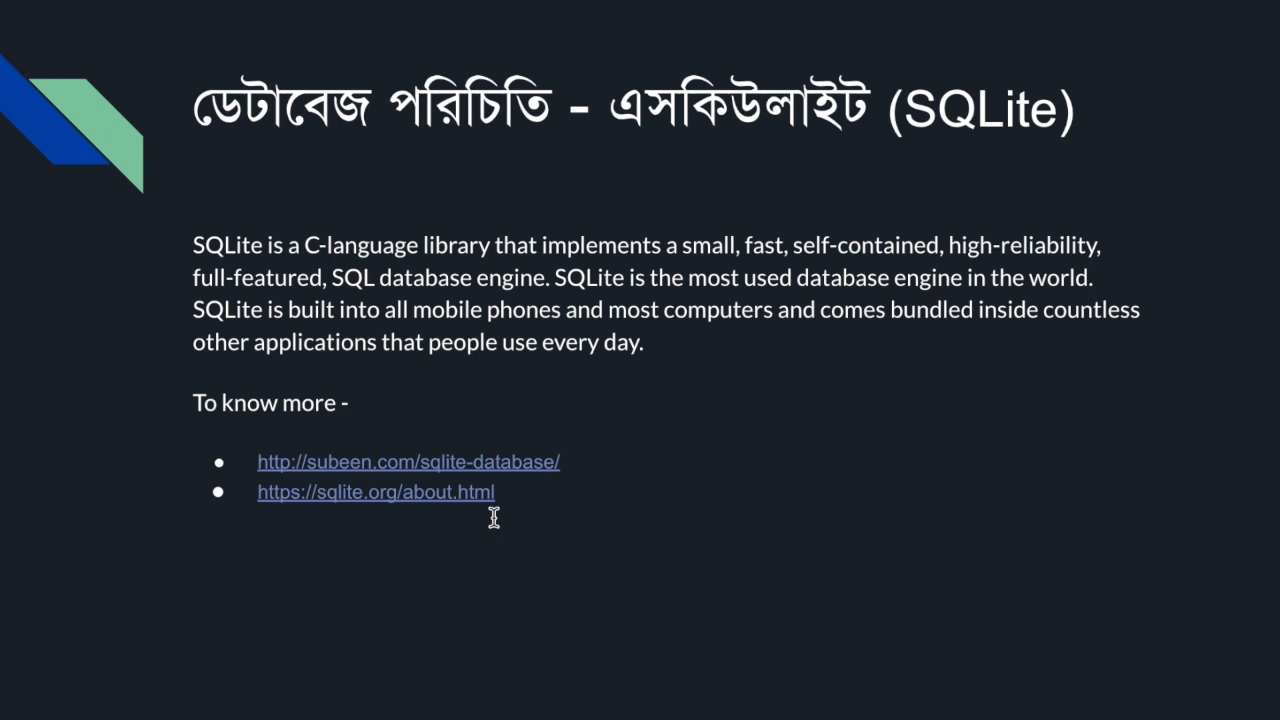 ডেটাবেজ পরিচিতি - এসকিউলাইট (SQLite)
SQLite is a C-language library that implements a small, fast, self-contained, high-reliability,
full-featured, SQL database engine. SQLite is the most used database engine in the world.
SQLite is built into all mobile phones and most computers and comes bundled inside countless
other applications that people use every day.
To know more -
● http://subeen.com/sqlite-database/
● https://sqlite.org/about.html